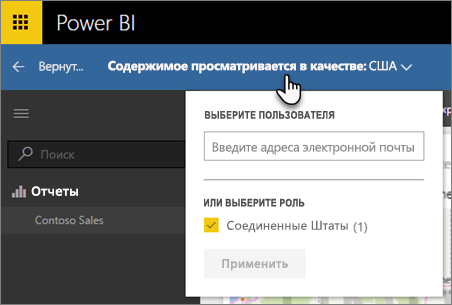 Power BI
Вернут... Содержимое просматривается в качестве: США
ВЫБЕРИТЕ ПОЛЬЗОВАТЕЛЯ
Поиск
Введите адреса электронной почты
Отчеты
ИЛИ ВЫБЕРИТЕ РОЛЬ
Contoso Sales
Соединенные Штаты (1)
Применить